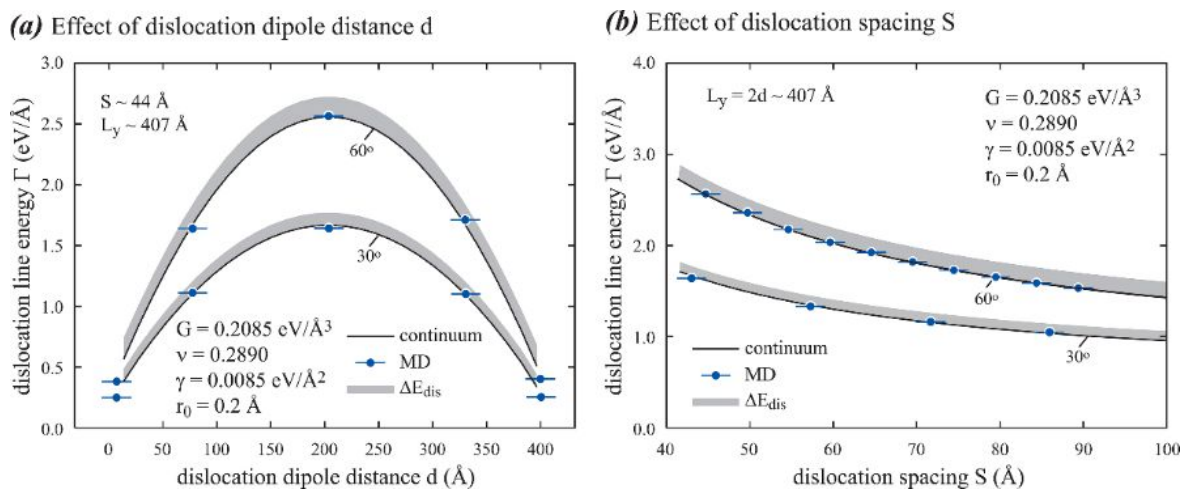 (a) Effect of dislocation dipole distance d
3.0
2.5
2.0
1.5
1.0
0.5
0.0
dislocation line energy Γ (eV/Å)
S ~ 44 Å
L_y ~ 407 Å
60°
30°
G = 0.2085 eV/Å³
ν = 0.2890
γ = 0.0085 eV/Å²
r₀ = 0.2 Å
continuum
MD
ΔE_dis
0 50 100 150 200 250 300 350 400
dislocation dipole distance d (Å)
(b) Effect of dislocation spacing S
4.0
3.0
2.0
1.0
0.0
dislocation line energy Γ (eV/Å)
L_y = 2d ~ 407 Å
G = 0.2085 eV/Å³
ν = 0.2890
γ = 0.0085 eV/Å²
r₀ = 0.2 Å
60°
30°
continuum
MD
ΔE_dis
40 50 60 70 80 90 100
dislocation spacing S (Å)